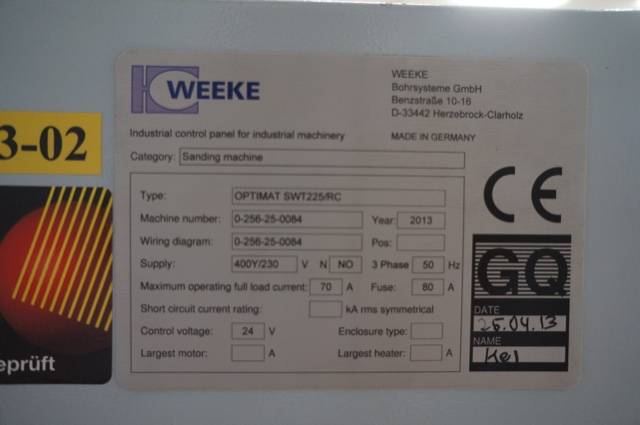 WEEKE
WEEKE
Bohrsysteme GmbH
Benzstraße 10-16
D-33442 Herzebrock-Clarholz
Industrial control panel for industrial machinery
MADE IN GERMANY
Category: Sanding machine
Type: OPTIMAT SWT225/RC
Machine number: 0-256-25-0084 Year: 2013
Wiring diagram: 0-256-25-0084 Pos:
Supply: 400Y/230 V N NO 3 Phase 50 Hz
Maximum operating full load current: 70 A Fuse: 80 A
Short circuit current rating: kA rms symmetrical
Control voltage: 24 V Enclosure type:
Largest motor: A Largest heater: A
CE
GQ
DATE
26.04.13
NAME
Kel
3-02
eprüft